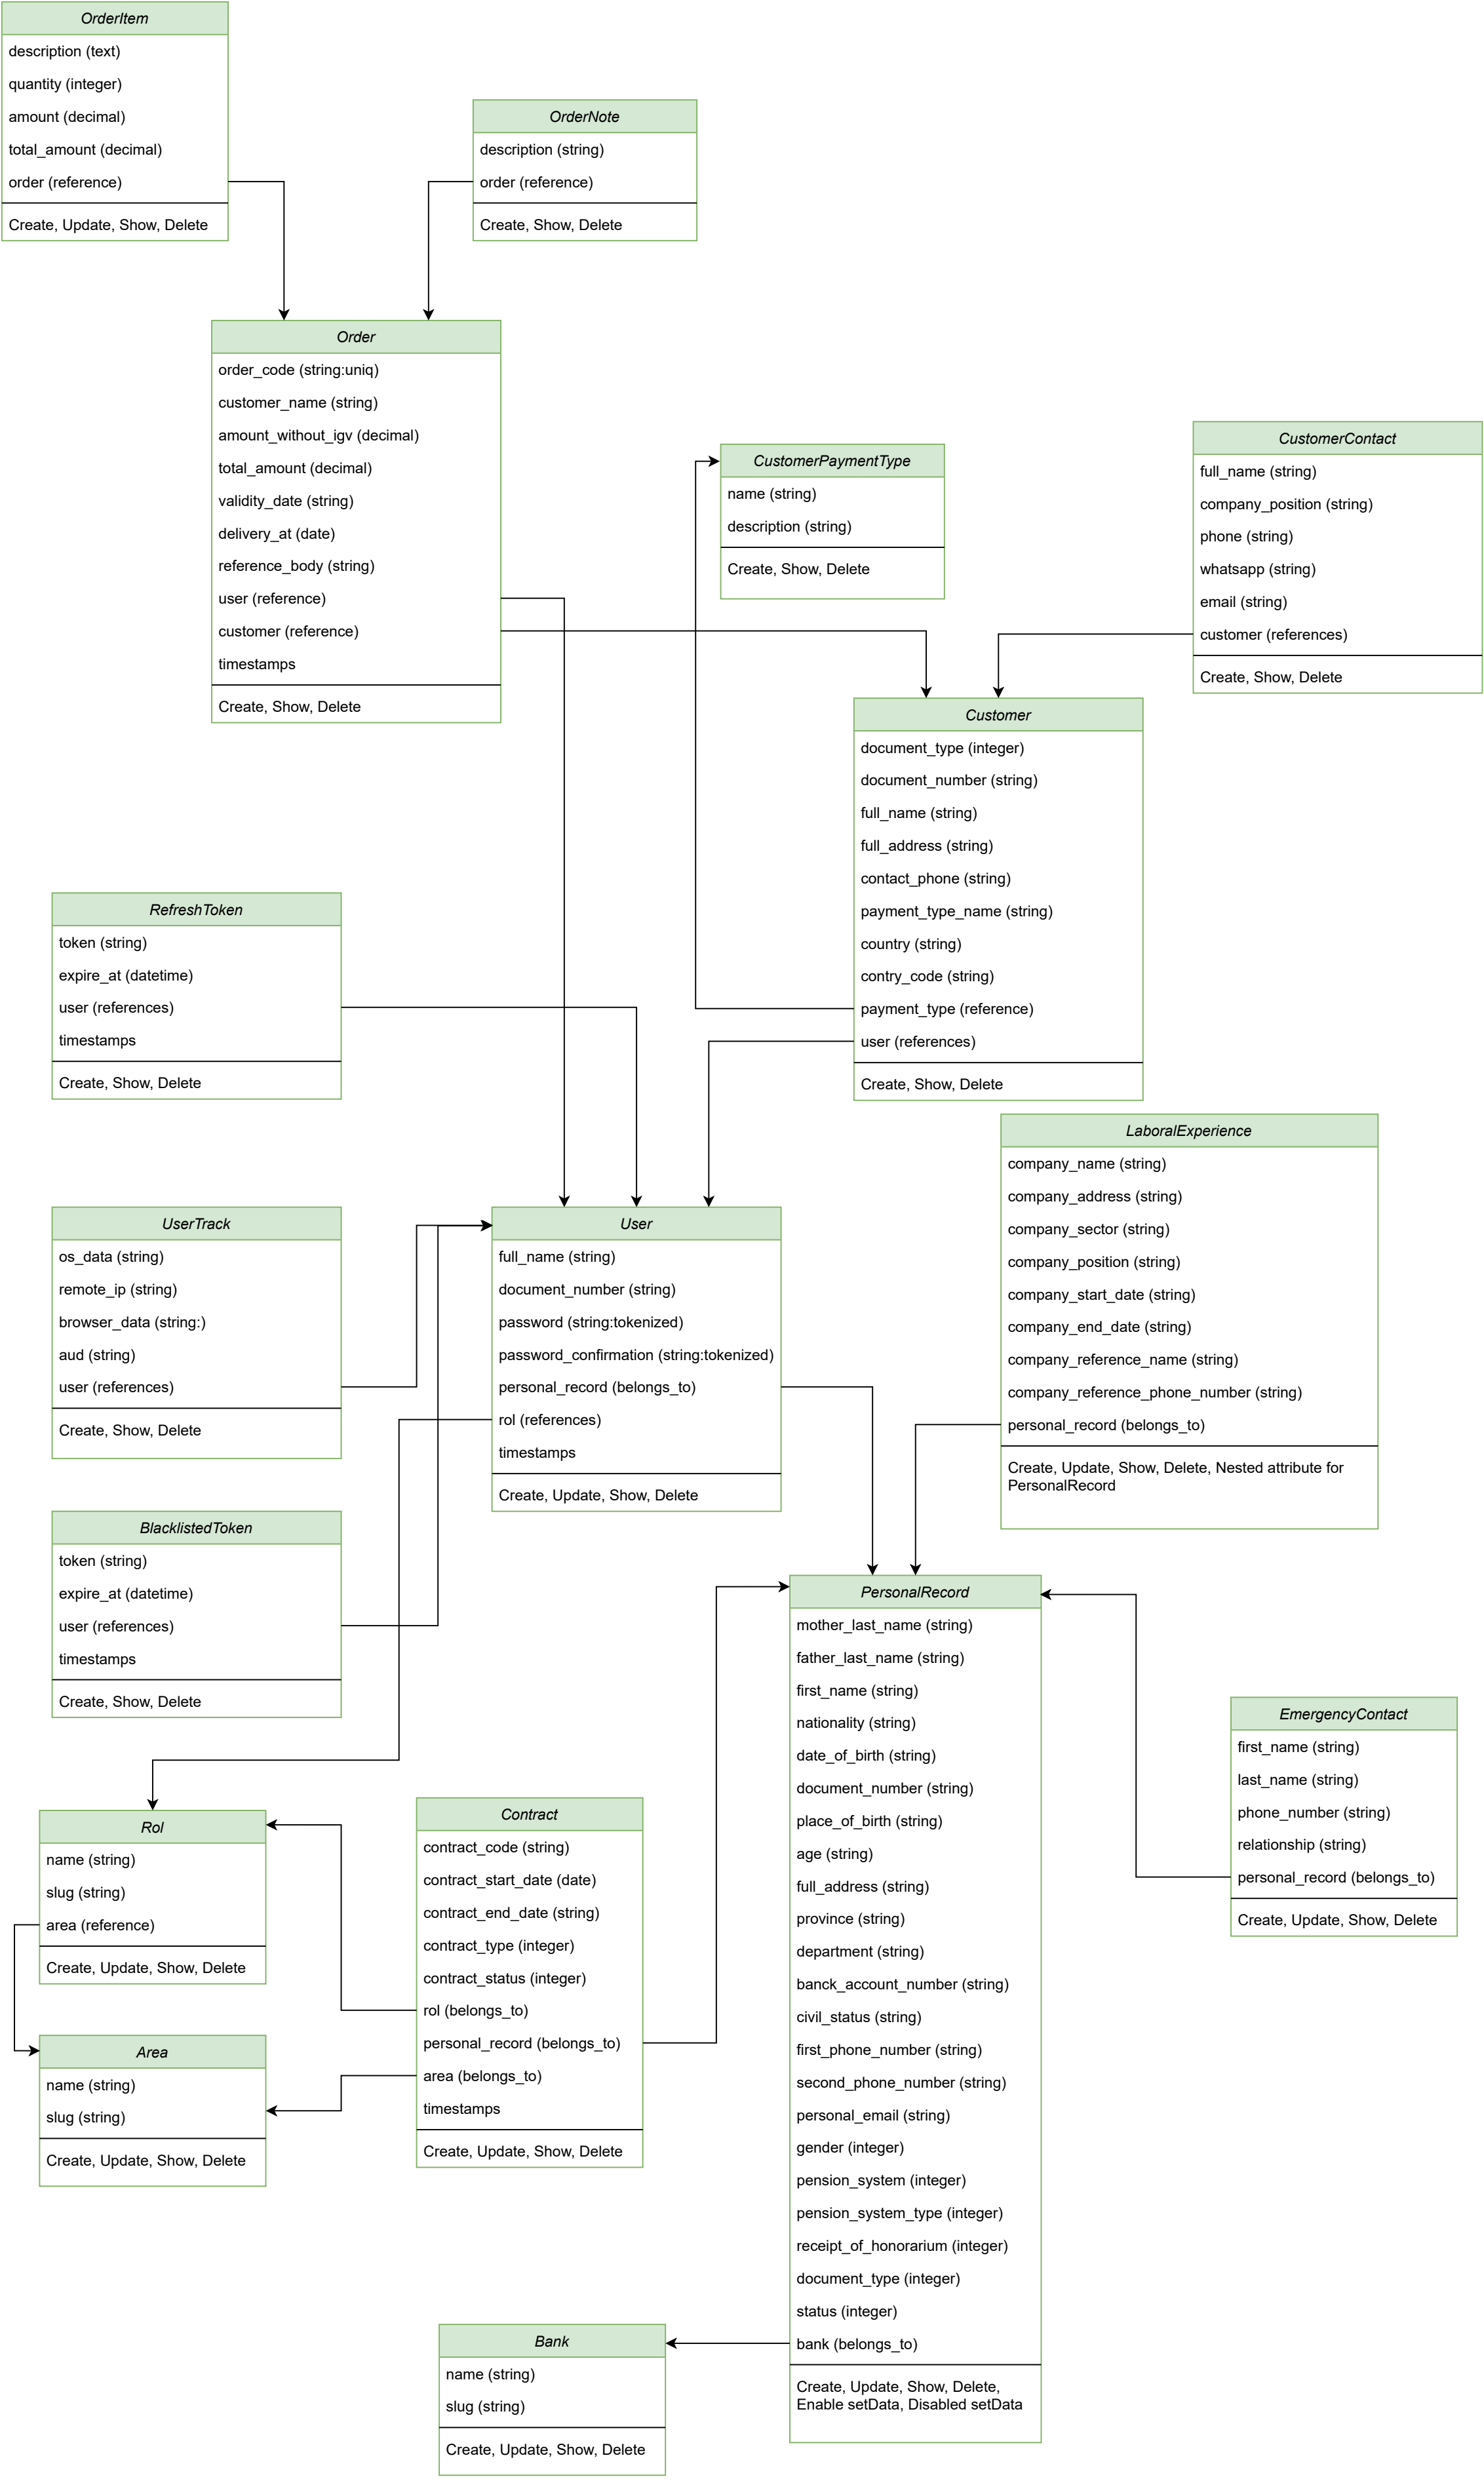 OrderItem
description (text)
quantity (integer)
amount (decimal)
total_amount (decimal)
order (reference)
Create, Update, Show, Delete
OrderNote
description (string)
order (reference)
Create, Show, Delete
Order
order_code (string:uniq)
customer_name (string)
amount_without_igv (decimal)
total_amount (decimal)
validity_date (string)
delivery_at (date)
reference_body (string)
user (reference)
customer (reference)
timestamps
Create, Show, Delete
CustomerPaymentType
name (string)
description (string)
Create, Show, Delete
CustomerContact
full_name (string)
company_position (string)
phone (string)
whatsapp (string)
email (string)
customer (references)
Create, Show, Delete
Customer
document_type (integer)
document_number (string)
full_name (string)
full_address (string)
contact_phone (string)
payment_type_name (string)
country (string)
contry_code (string)
payment_type (reference)
user (references)
Create, Show, Delete
RefreshToken
token (string)
expire_at (datetime)
user (references)
timestamps
Create, Show, Delete
LaboralExperience
company_name (string)
company_address (string)
company_sector (string)
company_position (string)
company_start_date (string)
company_end_date (string)
company_reference_name (string)
company_reference_phone_number (string)
personal_record (belongs_to)
Create, Update, Show, Delete, Nested attribute for
PersonalRecord
UserTrack
os_data (string)
remote_ip (string)
browser_data (string:)
aud (string)
user (references)
Create, Show, Delete
User
full_name (string)
document_number (string)
password (string:tokenized)
password_confirmation (string:tokenized)
personal_record (belongs_to)
rol (references)
timestamps
Create, Update, Show, Delete
BlacklistedToken
token (string)
expire_at (datetime)
user (references)
timestamps
Create, Show, Delete
PersonalRecord
mother_last_name (string)
father_last_name (string)
first_name (string)
nationality (string)
date_of_birth (string)
document_number (string)
place_of_birth (string)
age (string)
full_address (string)
province (string)
department (string)
banck_account_number (string)
civil_status (string)
first_phone_number (string)
second_phone_number (string)
personal_email (string)
gender (integer)
pension_system (integer)
pension_system_type (integer)
receipt_of_honorarium (integer)
document_type (integer)
status (integer)
bank (belongs_to)
Create, Update, Show, Delete,
Enable setData, Disabled setData
EmergencyContact
first_name (string)
last_name (string)
phone_number (string)
relationship (string)
personal_record (belongs_to)
Create, Update, Show, Delete
Rol
name (string)
slug (string)
area (reference)
Create, Update, Show, Delete
Contract
contract_code (string)
contract_start_date (date)
contract_end_date (string)
contract_type (integer)
contract_status (integer)
rol (belongs_to)
personal_record (belongs_to)
area (belongs_to)
timestamps
Create, Update, Show, Delete
Area
name (string)
slug (string)
Create, Update, Show, Delete
Bank
name (string)
slug (string)
Create, Update, Show, Delete